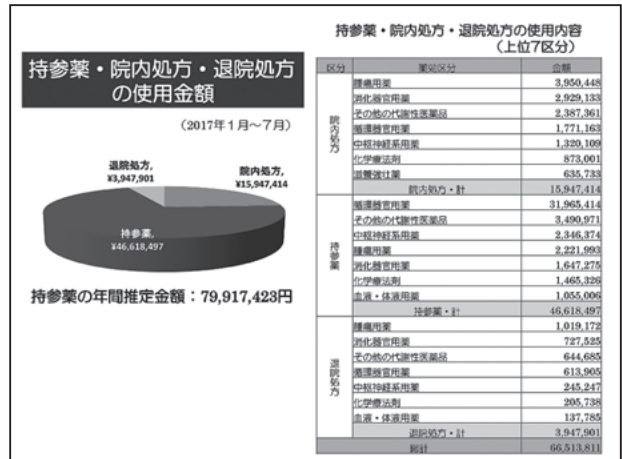 持参薬・院内処方・退院処方
の使用金額
(2017年1月～7月)
退院処方,
¥3,947,901
院内処方,
¥15,947,414
持参薬,
¥46,618,497
持参薬の年間推定金額：79,917,423円
持参薬・院内処方・退院処方の使用内容
(上位7区分)
区分 薬効区分 金額
院内処方
腫瘍用薬 3,950,448
消化器官用薬 2,929,133
その他の代謝性医薬品 2,387,361
循環器官用薬 1,771,163
中枢神経系用薬 1,320,109
化学療法剤 873,001
滋養強壮薬 635,733
院内処方・計 15,947,414
持参薬
循環器官用薬 31,965,414
その他の代謝性医薬品 3,490,971
中枢神経系用薬 2,346,374
腫瘍用薬 2,221,993
消化器官用薬 1,647,275
化学療法剤 1,465,326
血液・体液用薬 1,055,006
持参薬・計 46,618,497
退院処方
腫瘍用薬 1,019,172
消化器官用薬 727,525
その他の代謝性医薬品 644,685
循環器官用薬 613,905
中枢神経系用薬 245,247
化学療法剤 205,738
血液・体液用薬 137,785
退院処方・計 3,947,901
総計 66,513,811